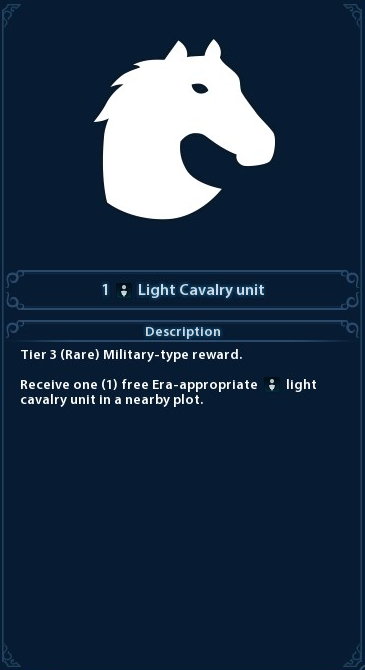 1 Light Cavalry unit
Description
Tier 3 (Rare) Military-type reward.
Receive one (1) free Era-appropriate light
cavalry unit in a nearby plot.